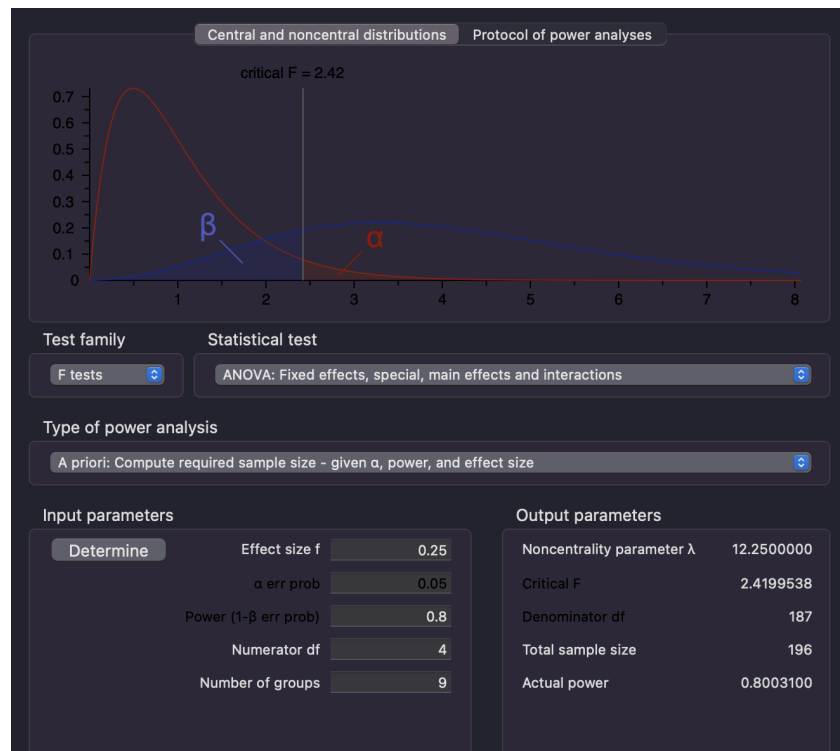 Central and noncentral distributions Protocol of power analyses
critical F = 2.42
0.7
0.6
0.5
0.4
0.3
0.2
0.1
0
β
α
1 2 3 4 5 6 7 8
Test family Statistical test
F tests ANOVA: Fixed effects, special, main effects and interactions
Type of power analysis
A priori: Compute required sample size - given α, power, and effect size
Input parameters Output parameters
Determine Effect size f 0.25 Noncentrality parameter λ 12.2500000
α err prob 0.05 Critical F 2.4199538
Power (1-β err prob) 0.8 Denominator df 187
Numerator df 4 Total sample size 196
Number of groups 9 Actual power 0.8003100